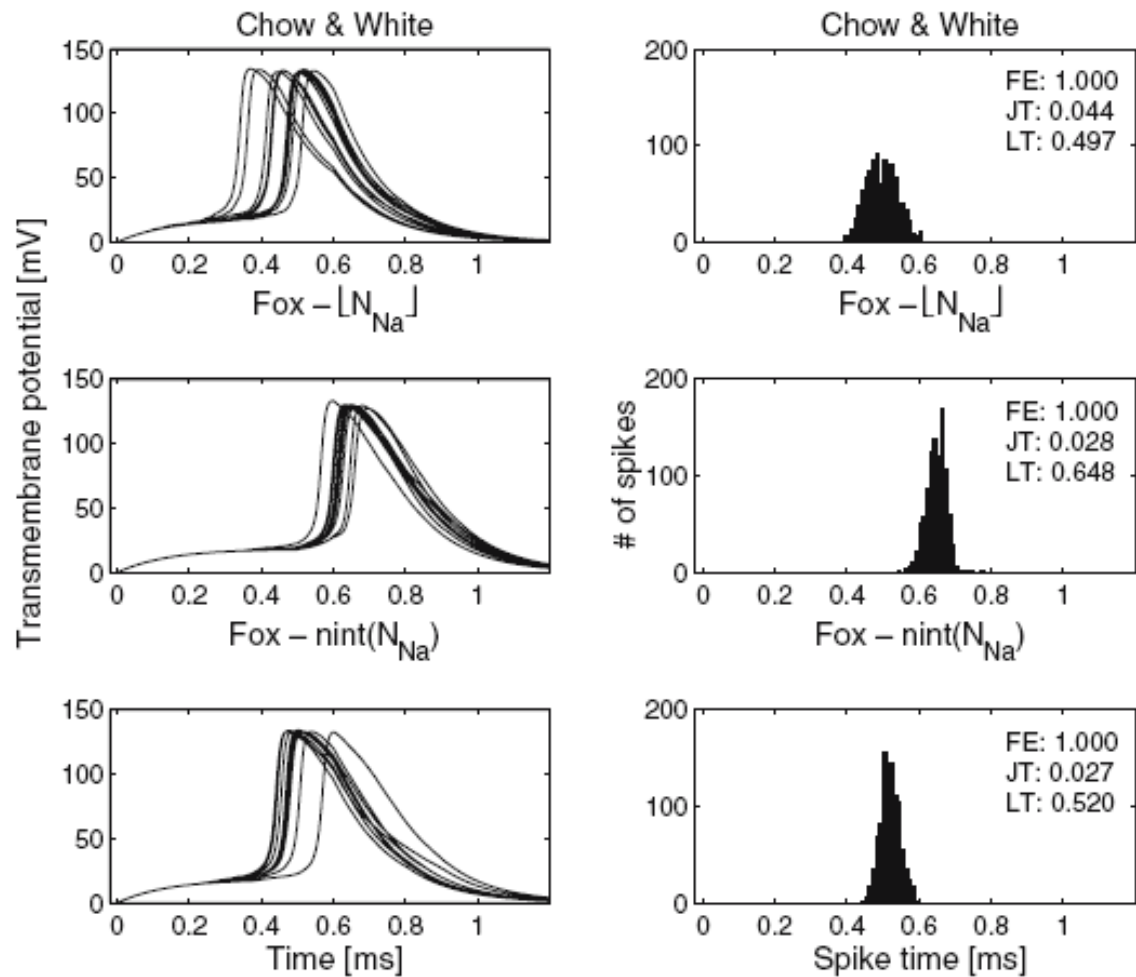 Chow & White
Chow & White
150
100
50
0
0 0.2 0.4 0.6 0.8 1
200
100
0
0 0.2 0.4 0.6 0.8 1
FE: 1.000
JT: 0.044
LT: 0.497
Fox – ⌊N_Na⌋
Fox – ⌊N_Na⌋
Transmembrane potential [mV]
150
100
50
0
0 0.2 0.4 0.6 0.8 1
# of spikes
200
100
0
0 0.2 0.4 0.6 0.8 1
FE: 1.000
JT: 0.028
LT: 0.648
Fox – nint(N_Na)
Fox – nint(N_Na)
150
100
50
0
0 0.2 0.4 0.6 0.8 1
Time [ms]
200
100
0
0 0.2 0.4 0.6 0.8 1
FE: 1.000
JT: 0.027
LT: 0.520
Spike time [ms]